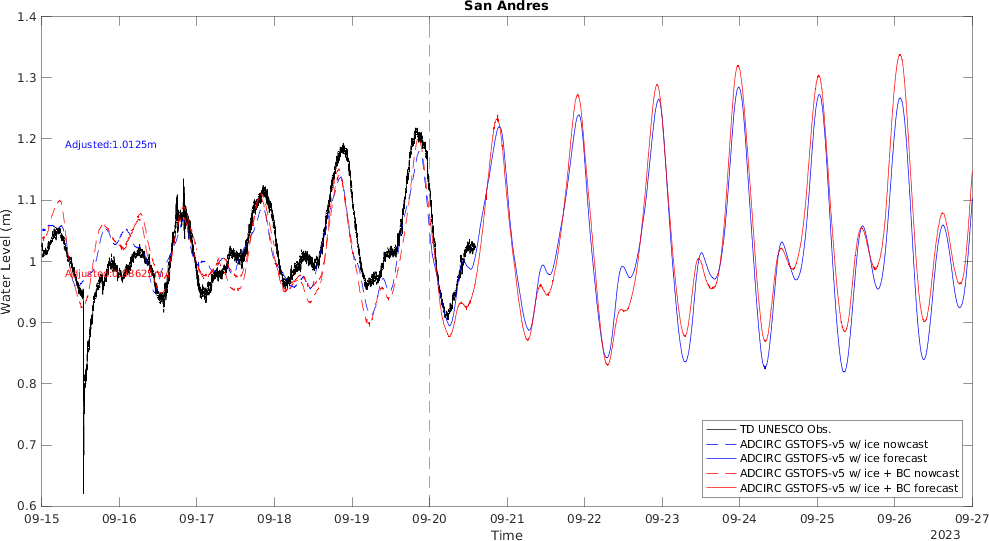 San Andres
1.4
1.3
1.2
1.1
1
0.9
0.8
0.7
0.6
Water Level (m)
Adjusted:1.0125m
09-15
09-16
09-17
09-18
09-19
09-20
09-21
09-22
09-23
09-24
09-25
09-26
09-27
Time
2023
TD UNESCO Obs.
ADCIRC GSTOFS-v5 w/ ice nowcast
ADCIRC GSTOFS-v5 w/ ice forecast
ADCIRC GSTOFS-v5 w/ ice + BC nowcast
ADCIRC GSTOFS-v5 w/ ice + BC forecast